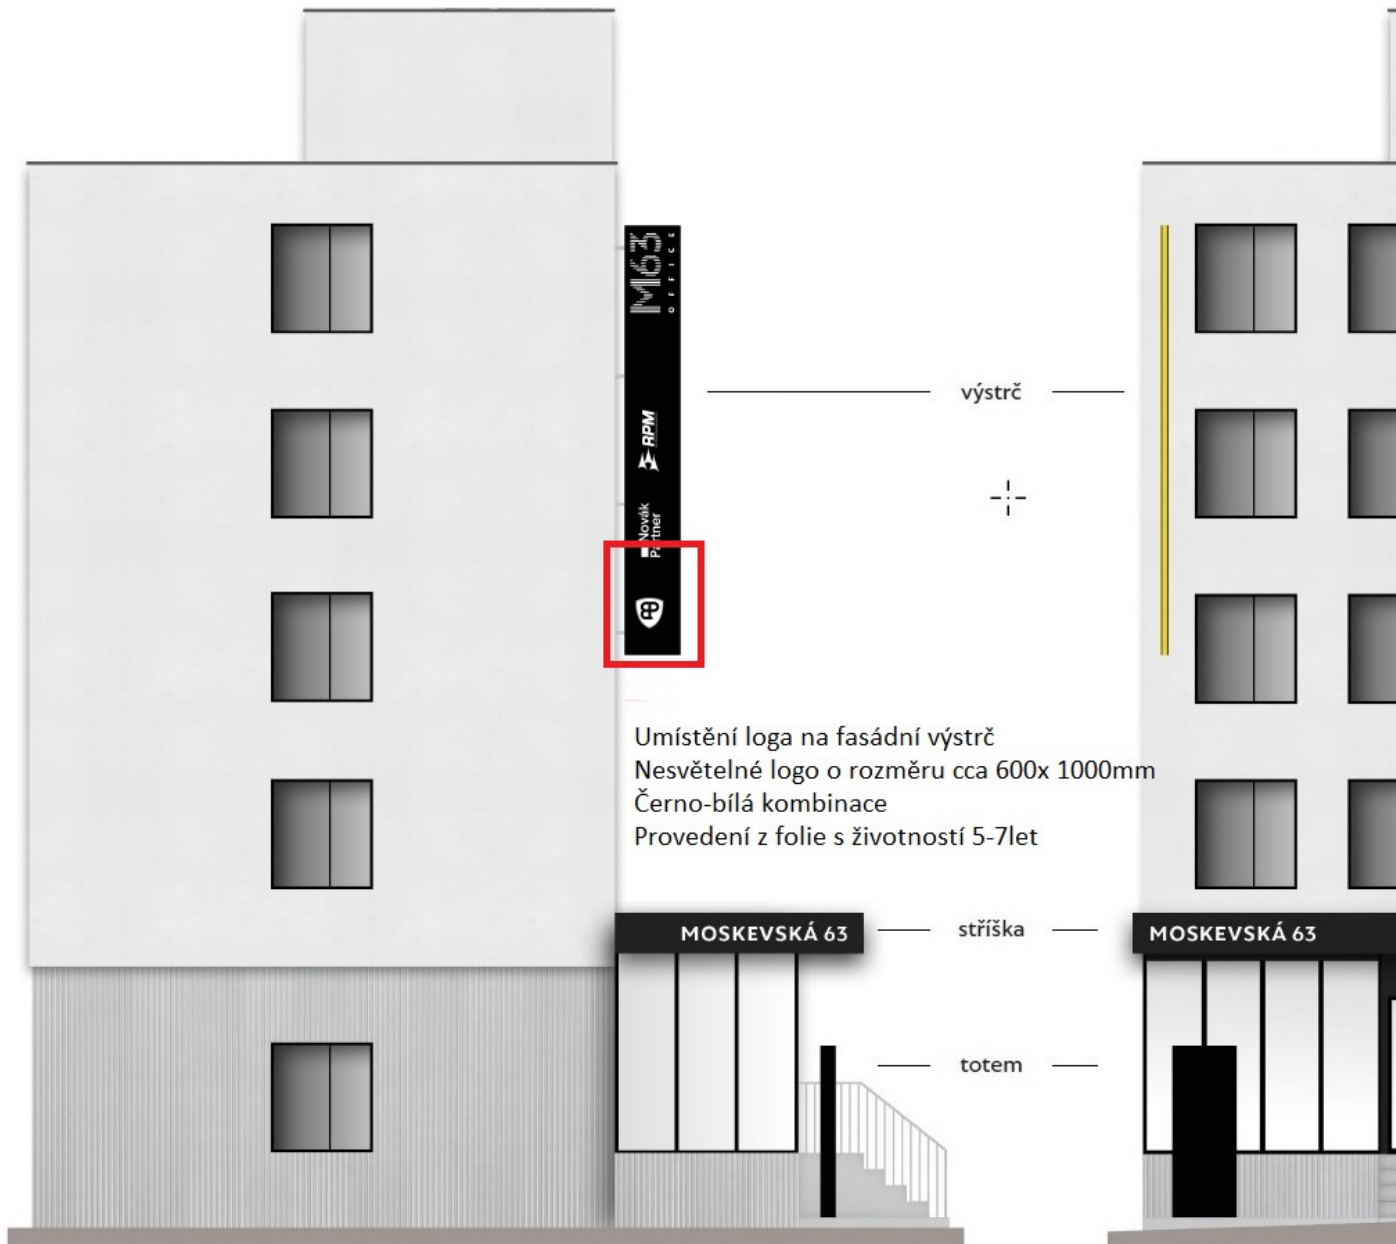 M63
OFFICE
RPM
Novák
Partner
výstrč
Umístění loga na fasádní výstrč
Nesvětelné logo o rozměru cca 600x 1000mm
Černo-bílá kombinace
Provedení z folie s životností 5-7let
MOSKEVSKÁ 63
stříška
MOSKEVSKÁ 63
totem